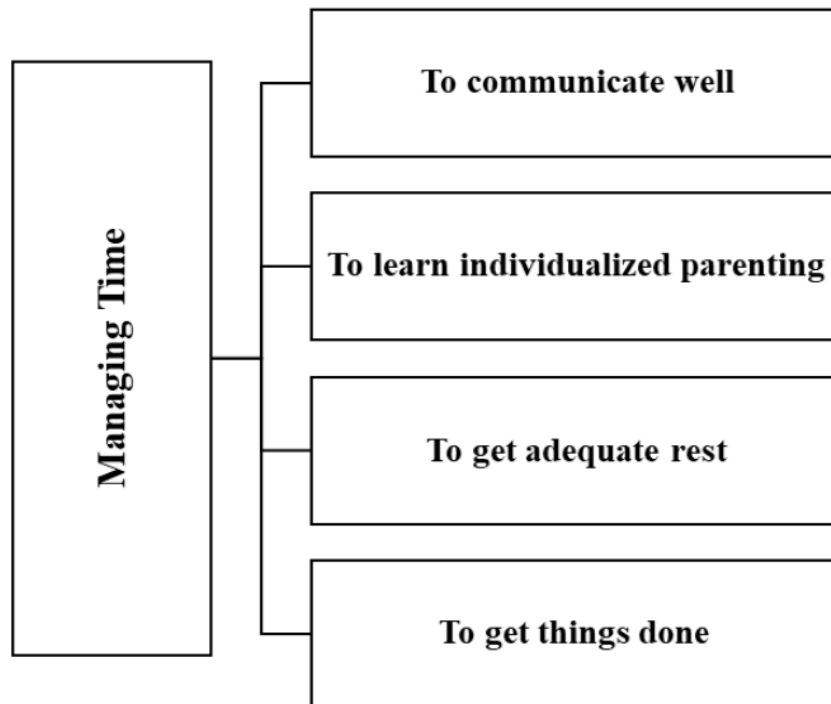 Managing Time
To communicate well
To learn individualized parenting
To get adequate rest
To get things done